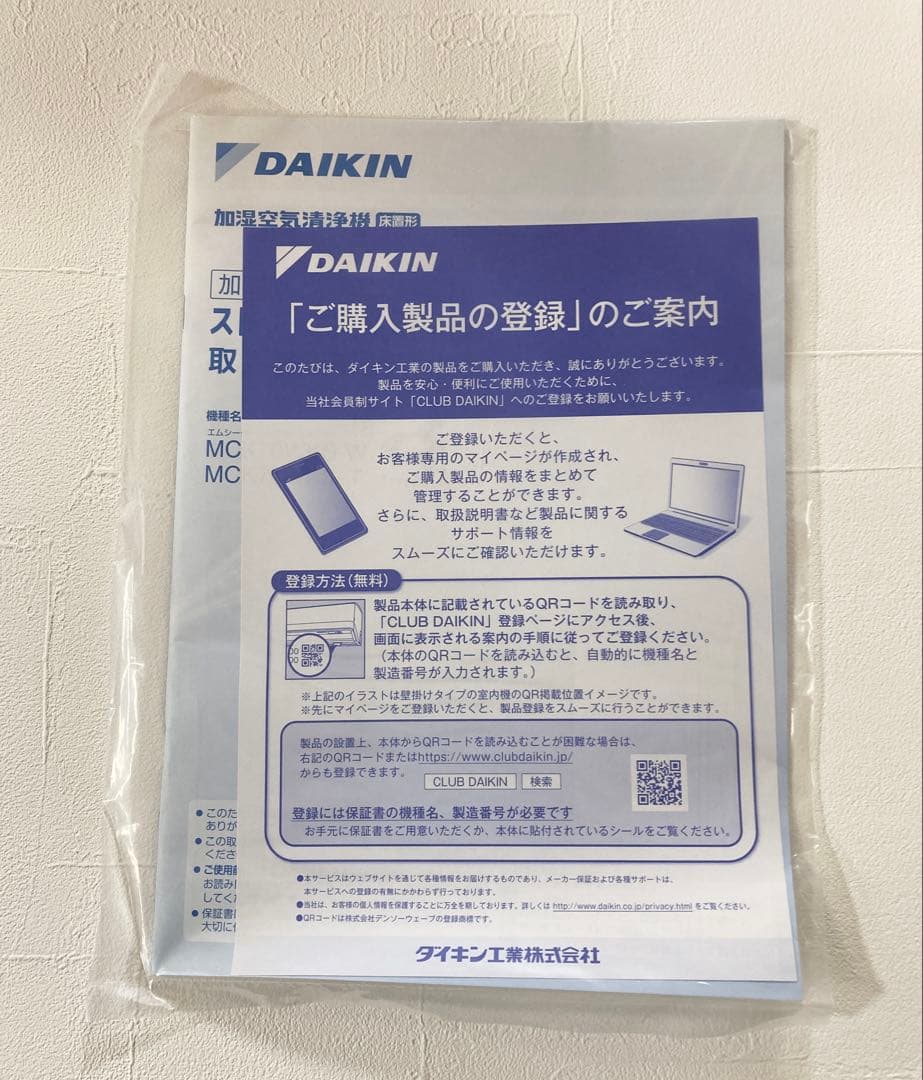 DAIKIN
加湿空気清浄機 床置形
加
取
機種名
エムシー
MC
MC
● このた
ありが
● この取
くださ
● ご使用前
お読み
してくだ
● 保証書
大切に
DAIKIN
「ご購入製品の登録」のご案内
このたびは、ダイキン工業の製品をご購入いただき、誠にありがとうございます。
製品を安心・便利にご使用いただくために、
当社会員制サイト「CLUB DAIKIN」へのご登録をお願いいたします。
ご登録いただくと、
お客様専用のマイページが作成され、
ご購入製品の情報をまとめて
管理することができます。
さらに、取扱説明書など製品に関する
サポート情報を
スムーズにご確認いただけます。
登録方法（無料）
製品本体に記載されているQRコードを読み取り、
「CLUB DAIKIN」登録ページにアクセス後、
画面に表示される案内の手順に従ってご登録ください。
（本体のQRコードを読み込むと、自動的に機種名と
製造番号が入力されます。）
※上記のイラストは壁掛けタイプの室内機のQR掲載位置イメージです。
※先にマイページをご登録いただくと、製品登録をスムーズに行うことができます。
製品の設置上、本体からQRコードを読み込むことが困難な場合は、
右記のQRコードまたはhttps://www.clubdaikin.jp/
からも登録できます。
CLUB DAIKIN 検索
登録には保証書の機種名、製造番号が必要です
お手元に保証書をご用意いただくか、本体に貼付されているシールをご覧ください。
●本サービスはウェブサイトを通じて各種情報をお届けするものであり、メーカー保証および各種サポートは、
本サービスへの登録の有無にかかわらず行っております。
●当社は、お客様の個人情報を保護することに万全を期しております。詳しくは http://www.daikin.co.jp/privacy.html をご覧ください。
●QRコードは株式会社デンソーウェーブの登録商標です。
ダイキン工業株式会社